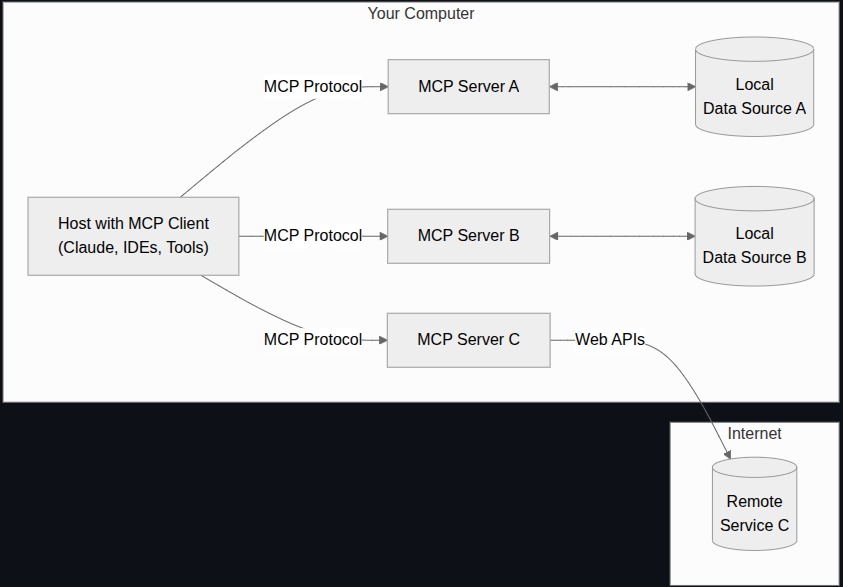 Your Computer
MCP Protocol
MCP Server A
Local
Data Source A
Host with MCP Client
(Claude, IDEs, Tools)
MCP Protocol
MCP Server B
Local
Data Source B
MCP Protocol
MCP Server C
Web APIs
Internet
Remote
Service C